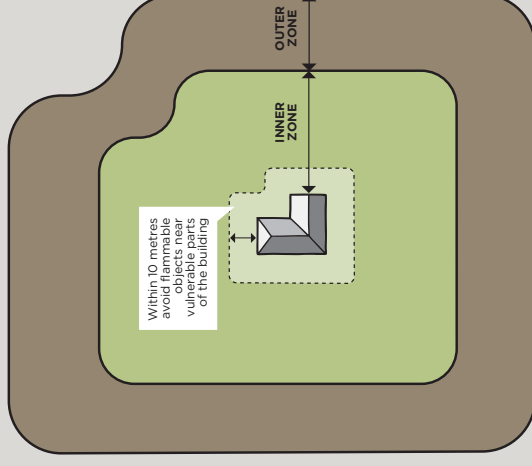 Within 10 metres
avoid flammable
objects near
vulnerable parts
of the building
INNER
ZONE
OUTER
ZONE